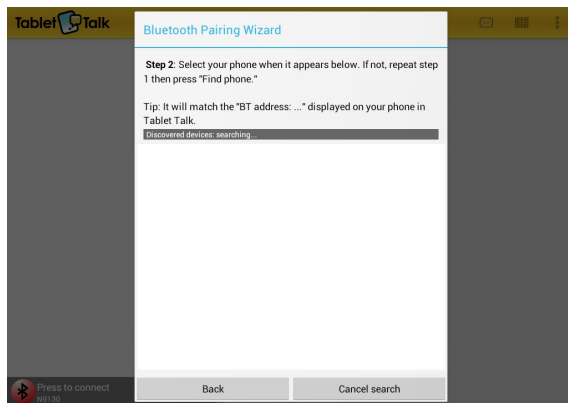 Tablet Talk
Bluetooth Pairing Wizard
Step 2: Select your phone when it appears below. If not, repeat step
1 then press "Find phone."
Tip: It will match the "BT address: ..." displayed on your phone in
Tablet Talk.
Discovered devices: searching...
Press to connect
N9130
Back
Cancel search